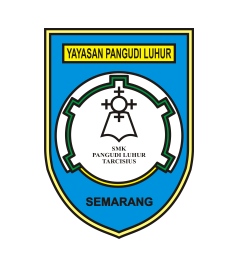 YAYASAN PANGUDI LUHUR
SMK
PANGUDI LUHUR
TARCISIUS
SEMARANG